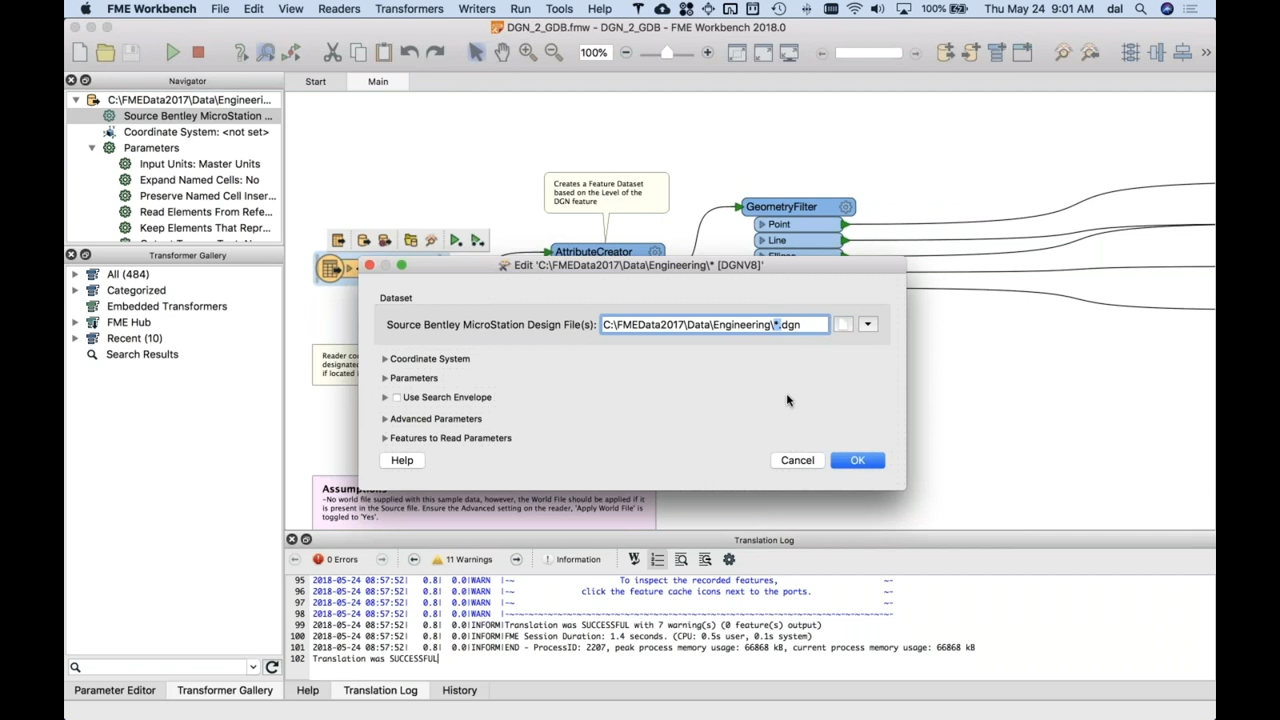 FME Workbench File Edit View Readers Transformers Writers Run Tools Help 100% Thu May 24 9:01 AM dal
DGN_2_GDB.fmw - DGN_2_GDB - FME Workbench 2018.0
100%
Navigator
Start Main
C:\FMEData2017\Data\Engineeri...
Source Bentley MicroStation ...
Coordinate System: <not set>
Parameters
Input Units: Master Units
Expand Named Cells: No
Preserve Named Cell Inser...
Read Elements From Refe...
Keep Elements That Repr...
Creates a Feature Dataset
based on the Level of the
DGN feature
GeometryFilter
Point
Line
AttributeCreator
Transformer Gallery
All (484)
Categorized
Embedded Transformers
FME Hub
Recent (10)
Search Results
Edit 'C:\FMEData2017\Data\Engineering\* [DGNV8]'
Dataset
Source Bentley MicroStation Design File(s): C:\FMEData2017\Data\Engineering\*.dgn
Coordinate System
Parameters
Use Search Envelope
Advanced Parameters
Features to Read Parameters
Help Cancel OK
Reader co
designated
if located i
Assumptions
-No world file supplied with this sample data, however, the World File should be applied if it
is present in the Source file. Ensure the Advanced setting on the reader, 'Apply World File' is
toggled to 'Yes'.
Translation Log
0 Errors 11 Warnings Information
95 2018-05-24 08:57:52| 0.8| 0.0|WARN |~~ To inspect the recorded features, ~~
96 2018-05-24 08:57:52| 0.8| 0.0|WARN |~~ click the feature cache icons next to the ports. ~~
97 2018-05-24 08:57:52| 0.8| 0.0|WARN |~~ ~~
98 2018-05-24 08:57:52| 0.8| 0.0|WARN |~~~~~~~~~~~~~~~~~~~~~~~~~~~~~~~~~~~~~~~~~~~~~~~~~~~~~~~~~~~~~~~~~~~~~~~~~~~~
99 2018-05-24 08:57:52| 0.8| 0.0|INFORM|Translation was SUCCESSFUL with 7 warning(s) (0 feature(s) output)
100 2018-05-24 08:57:52| 0.8| 0.0|INFORM|FME Session Duration: 1.4 seconds. (CPU: 0.5s user, 0.1s system)
101 2018-05-24 08:57:52| 0.8| 0.0|INFORM|END - ProcessID: 2207, peak process memory usage: 66868 kB, current process memory usage: 66868 kB
102 Translation was SUCCESSFUL
Parameter Editor Transformer Gallery Help Translation Log History